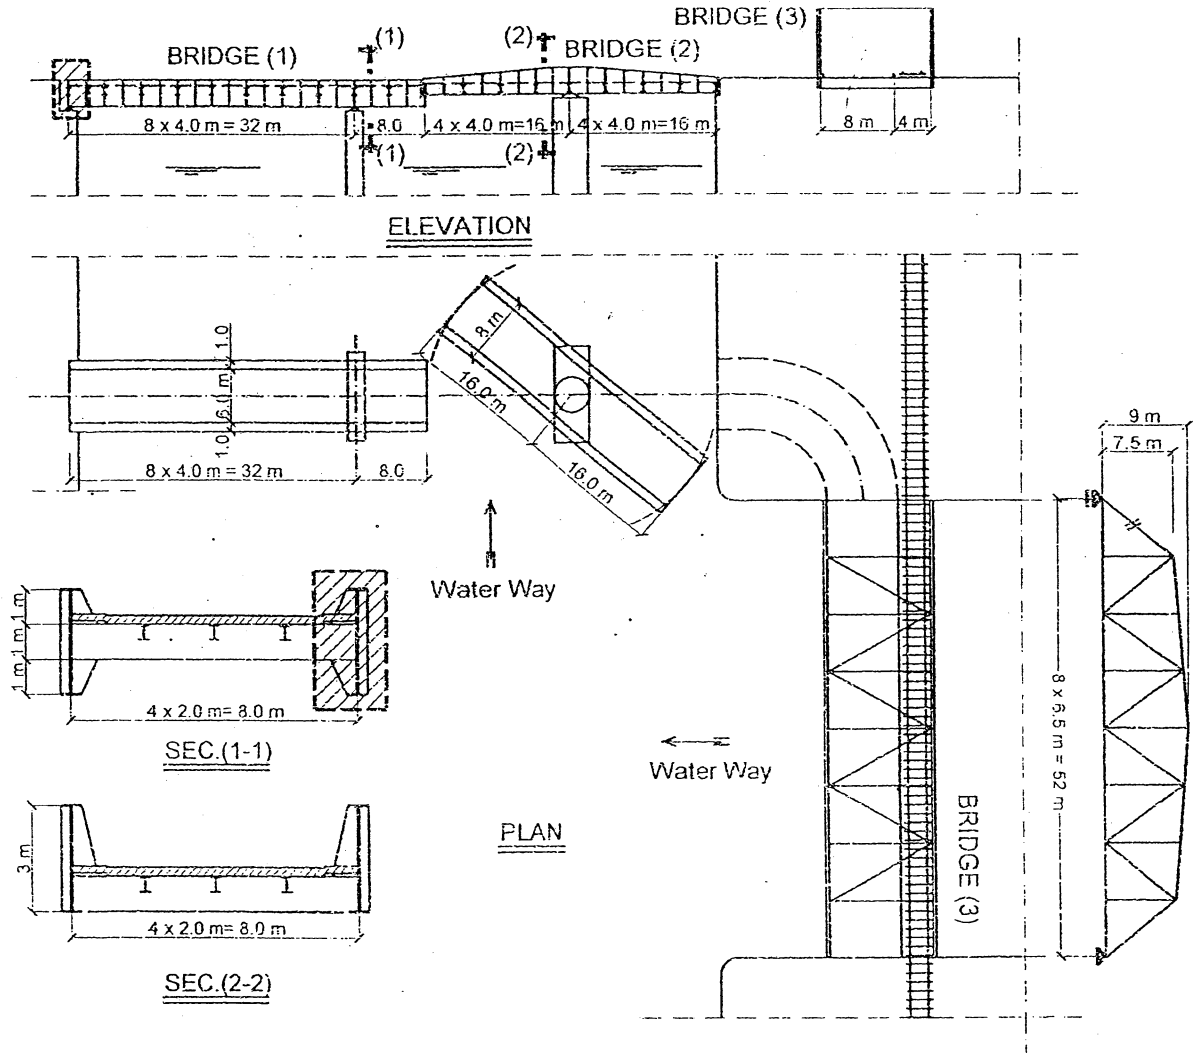 BRIDGE (3)
(1)
(2)
BRIDGE (1)
BRIDGE (2)
8 x 4.0 m = 32 m
8.0
4 x 4.0 m=16 m
4 x 4.0 m=16 m
8 m
4 m
(1)
(2)
ELEVATION
1.0
8 m
6.0 m
16.0 m
9 m
7.5 m
1.0
8 x 4.0 m = 32 m
8.0
16.0 m
Water Way
1 m
1 m
1 m
4 x 2.0 m= 8.0 m
SEC.(1-1)
8 x 6.5 m = 52 m
Water Way
BRIDGE (3)
PLAN
3 m
4 x 2.0 m= 8.0 m
SEC.(2-2)